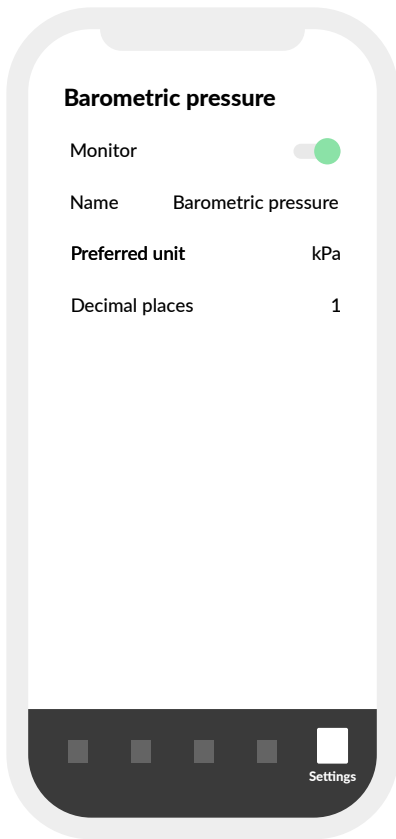 Barometric pressure
Monitor
Name Barometric pressure
Preferred unit kPa
Decimal places 1
Settings